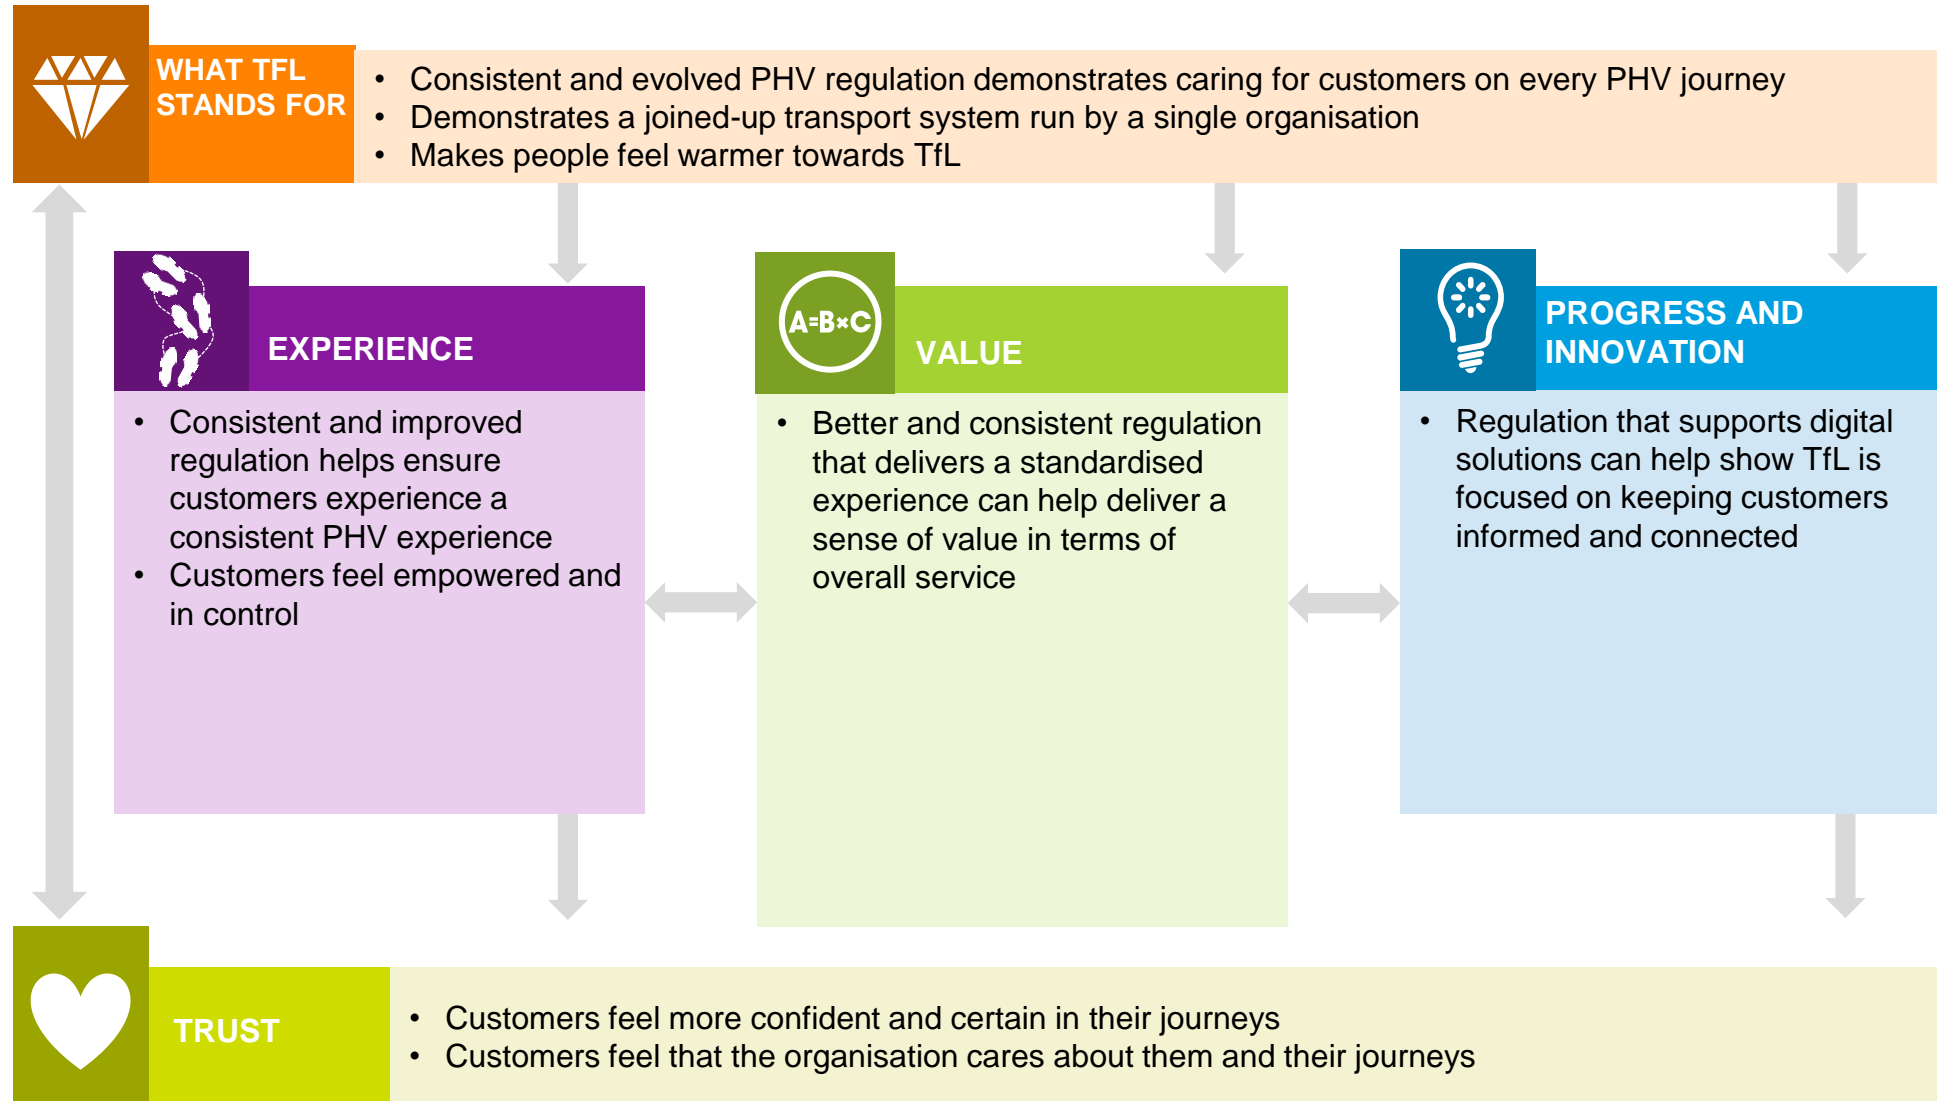 WHAT TFL
STANDS FOR
• Consistent and evolved PHV regulation demonstrates caring for customers on every PHV journey
• Demonstrates a joined-up transport system run by a single organisation
• Makes people feel warmer towards TfL
EXPERIENCE
• Consistent and improved
regulation helps ensure
customers experience a
consistent PHV experience
• Customers feel empowered and
in control
A=B×C
VALUE
• Better and consistent regulation
that delivers a standardised
experience can help deliver a
sense of value in terms of
overall service
PROGRESS AND
INNOVATION
• Regulation that supports digital
solutions can help show TfL is
focused on keeping customers
informed and connected
TRUST
• Customers feel more confident and certain in their journeys
• Customers feel that the organisation cares about them and their journeys